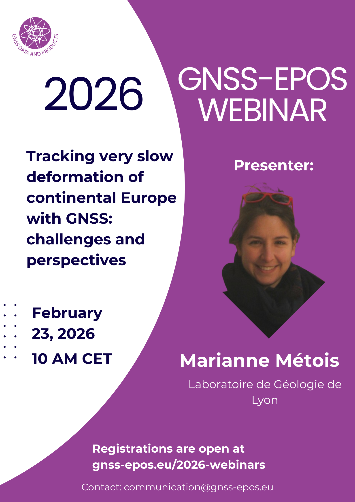 2026
GNSS-EPOS
WEBINAR
Tracking very slow
deformation of
continental Europe
with GNSS:
challenges and
perspectives
Presenter:
February
23, 2026
10 AM CET
Marianne Métois
Laboratoire de Géologie de
Lyon
Registrations are open at
gnss-epos.eu/2026-webinars
Contact: communication@gnss-epos.eu